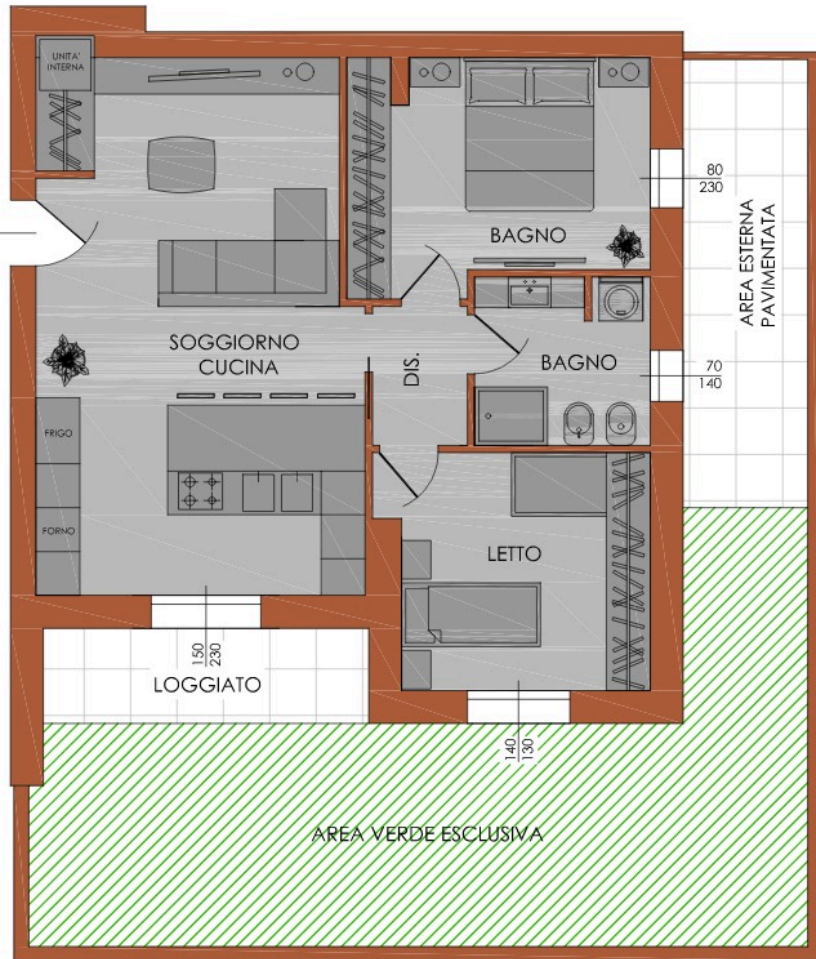 UNITA'
INTERNA
80
230
BAGNO
AREA ESTERNA
PAVIMENTATA
SOGGIORNO
CUCINA
DIS.
BAGNO
70
140
FRIGO
FORNO
LETTO
150
230
LOGGIATO
140
130
AREA VERDE ESCLUSIVA